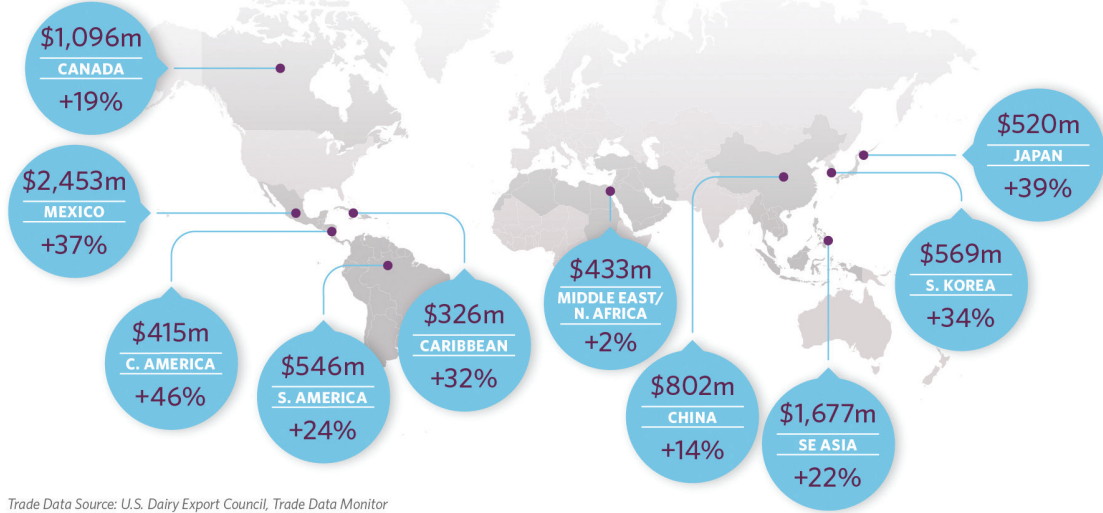 $1,096m
CANADA
+19%
$2,453m
MEXICO
+37%
$415m
C. AMERICA
+46%
$546m
S. AMERICA
+24%
$326m
CARIBBEAN
+32%
$433m
MIDDLE EAST/
N. AFRICA
+2%
$802m
CHINA
+14%
$1,677m
SE ASIA
+22%
$569m
S. KOREA
+34%
$520m
JAPAN
+39%
Trade Data Source: U.S. Dairy Export Council, Trade Data Monitor